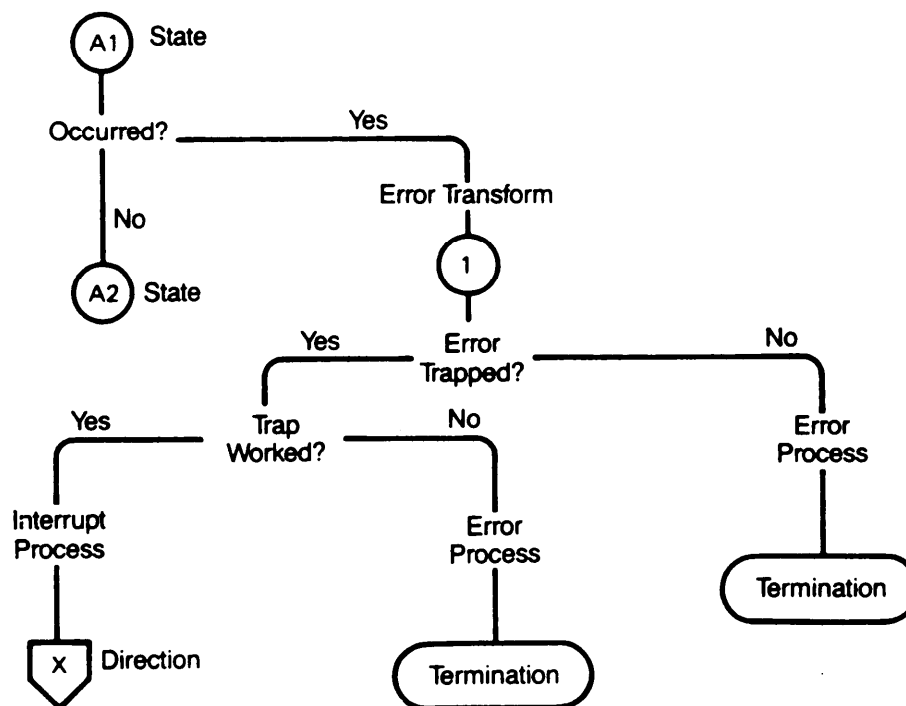 A1 State
Occurred?
Yes
Error Transform
No
1
A2 State
Yes
Error
Trapped?
No
Yes
Trap
Worked?
No
Error
Process
Interrupt
Process
Error
Process
Termination
X Direction
Termination